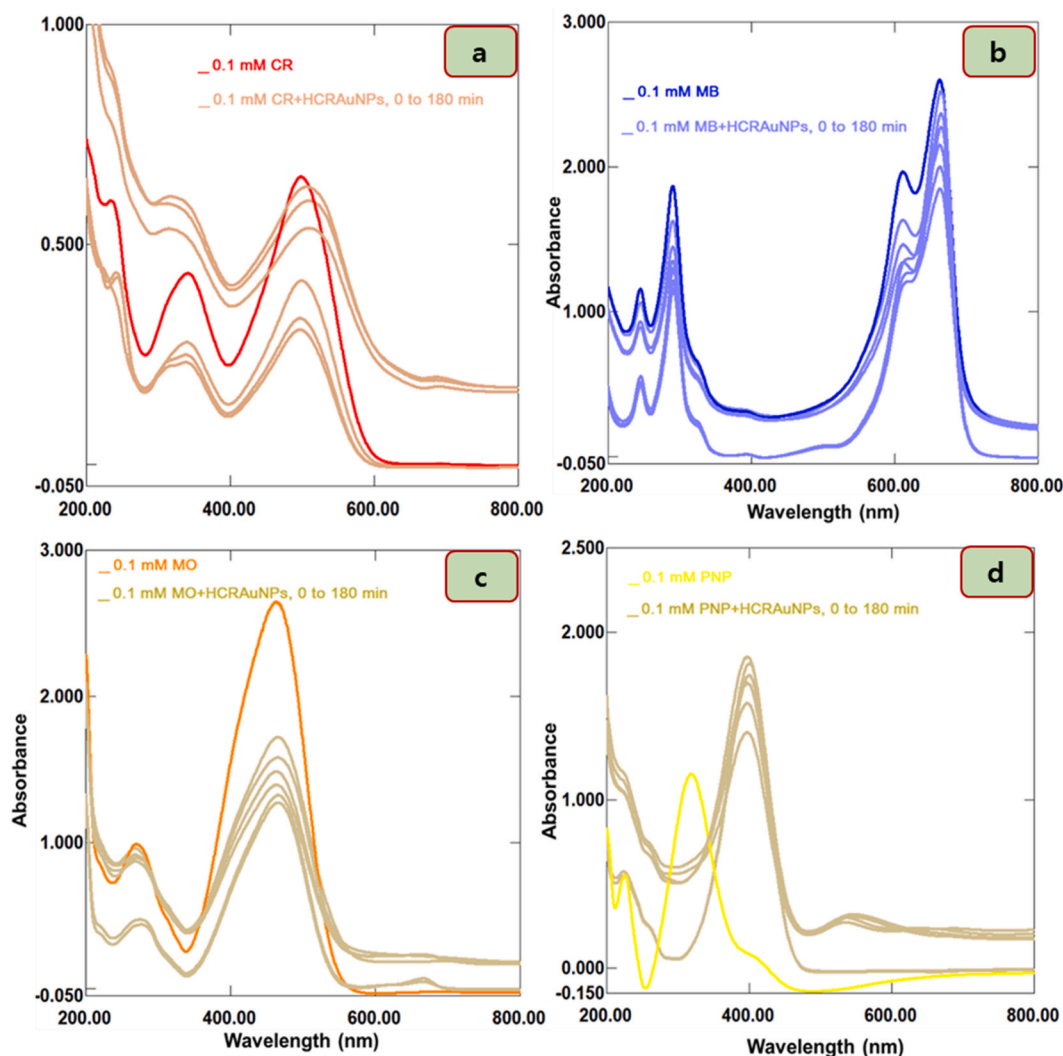 a
1.000
_ 0.1 mM CR
_ 0.1 mM CR+HCRAuNPs, 0 to 180 min
0.500
-0.050
200.00 400.00 600.00 800.00
b
3.000
_ 0.1 mM MB
_ 0.1 mM MB+HCRAuNPs, 0 to 180 min
2.000
Absorbance
1.000
-0.050
200.00 400.00 600.00 800.00
Wavelength (nm)
c
3.000
_ 0.1 mM MO
_ 0.1 mM MO+HCRAuNPs, 0 to 180 min
2.000
Absorbance
1.000
-0.050
200.00 400.00 600.00 800.00
Wavelength (nm)
d
2.500
_ 0.1 mM PNP
_ 0.1 mM PNP+HCRAuNPs, 0 to 180 min
2.000
Absorbance
1.000
0.000
-0.150
200.00 400.00 600.00 800.00
Wavelength (nm)